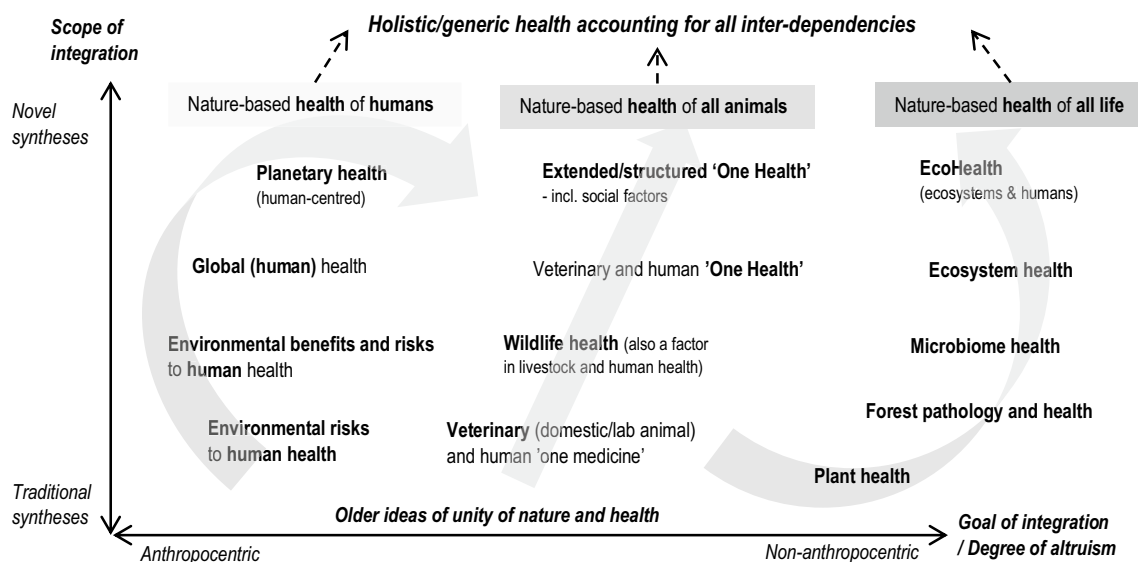 Scope of
integration
Holistic/generic health accounting for all inter-dependencies
Novel
syntheses
Nature-based health of humans
Nature-based health of all animals
Nature-based health of all life
Planetary health
(human-centred)
Extended/structured ‘One Health’
- incl. social factors
EcoHealth
(ecosystems & humans)
Global (human) health
Veterinary and human ’One Health’
Ecosystem health
Environmental benefits and risks
to human health
Wildlife health (also a factor
in livestock and human health)
Microbiome health
Forest pathology and health
Environmental risks
to human health
Veterinary (domestic/lab animal)
and human ’one medicine’
Plant health
Traditional
syntheses
Older ideas of unity of nature and health
Anthropocentric
Non-anthropocentric
Goal of integration
/ Degree of altruism